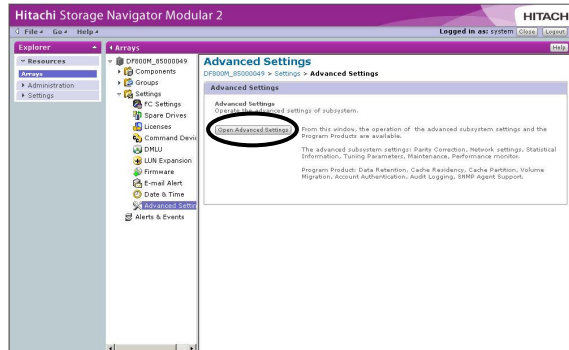 Hitachi Storage Navigator Modular 2
HITACH
File Go Help
Logged in as: system Close Logout
Explorer
Arrays
Help
Resources
Arrays
Administration
Settings
DF800M_85000049
Components
Groups
Settings
FC Settings
Spare Drives
Licenses
Command Devic
DMLU
LUN Expansion
Firmware
E-mail Alert
Date & Time
Advanced Settin
Alerts & Events
Advanced Settings
DF800M_85000049 > Settings > Advanced Settings
Advanced Settings
Advanced Settings
Operate the advanced settings of subsystem.
Open Advanced Settings
From this window, the operation of the advanced subsystem settings and the
Program Products are available.
The advanced subsystem settings: Parity Correction, Network settings, Statistical
Information, Tuning Parameters, Maintenance, Performance monitor.
Program Product: Data Retention, Cache Residency, Cache Partition, Volume
Migration, Account Authentication, Audit Logging, SNMP Agent Support.